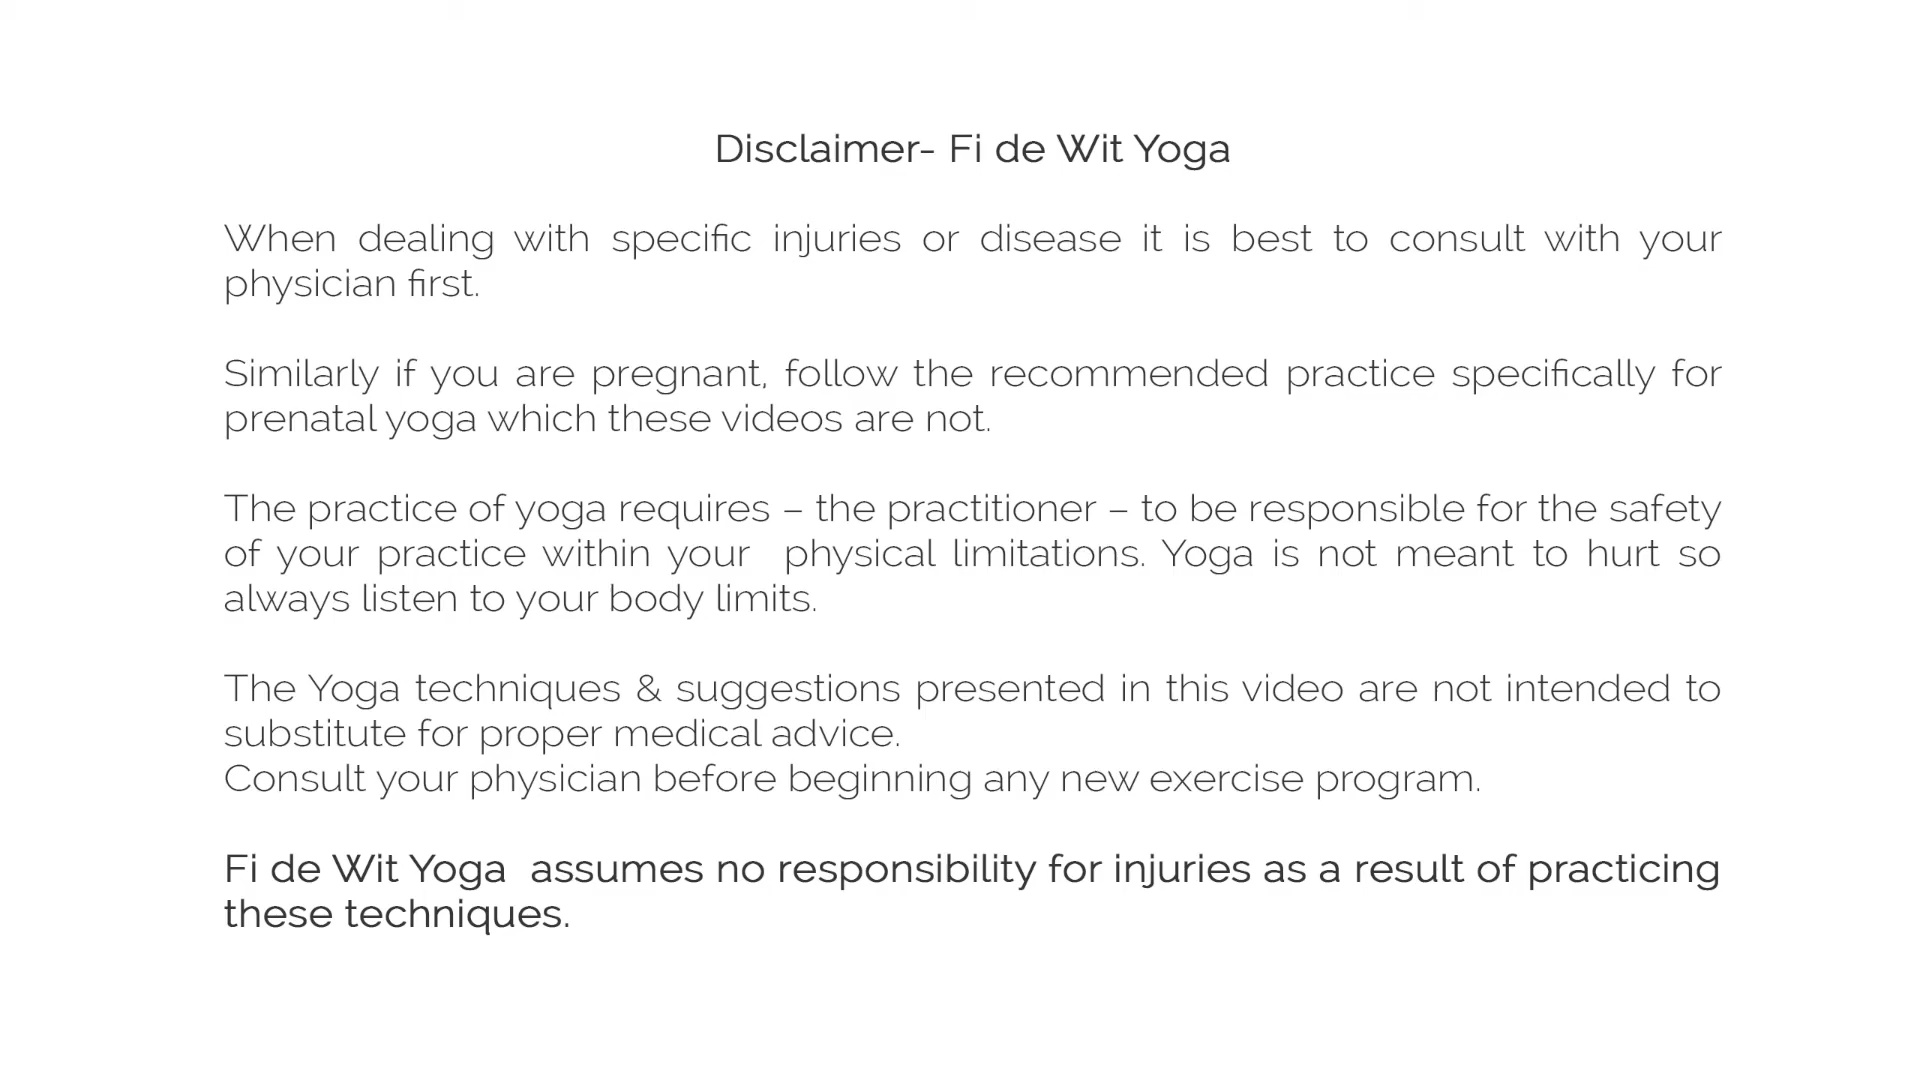 Disclaimer- Fi de Wit Yoga
When dealing with specific injuries or disease it is best to consult with your
physician first.
Similarly if you are pregnant, follow the recommended practice specifically for
prenatal yoga which these videos are not.
The practice of yoga requires – the practitioner – to be responsible for the safety
of your practice within your  physical limitations. Yoga is not meant to hurt so
always listen to your body limits.
The Yoga techniques & suggestions presented in this video are not intended to
substitute for proper medical advice.
Consult your physician before beginning any new exercise program.
Fi de Wit Yoga  assumes no responsibility for injuries as a result of practicing
these techniques.